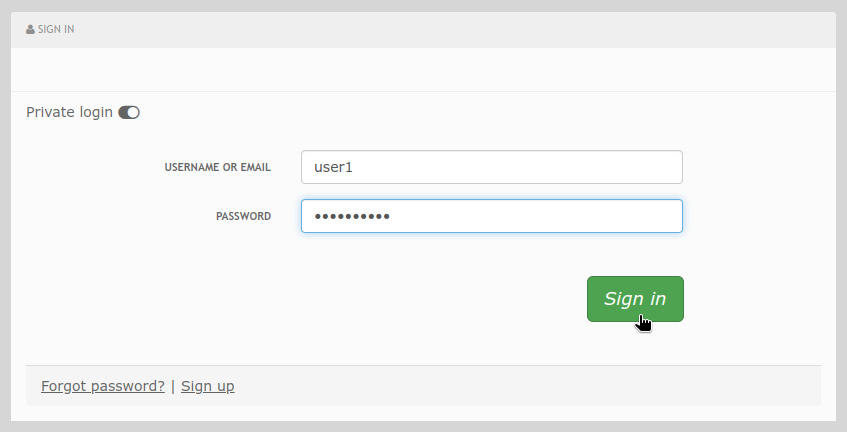 SIGN IN
Private login
USERNAME OR EMAIL user1
PASSWORD ••••••••••
Sign in
Forgot password? | Sign up